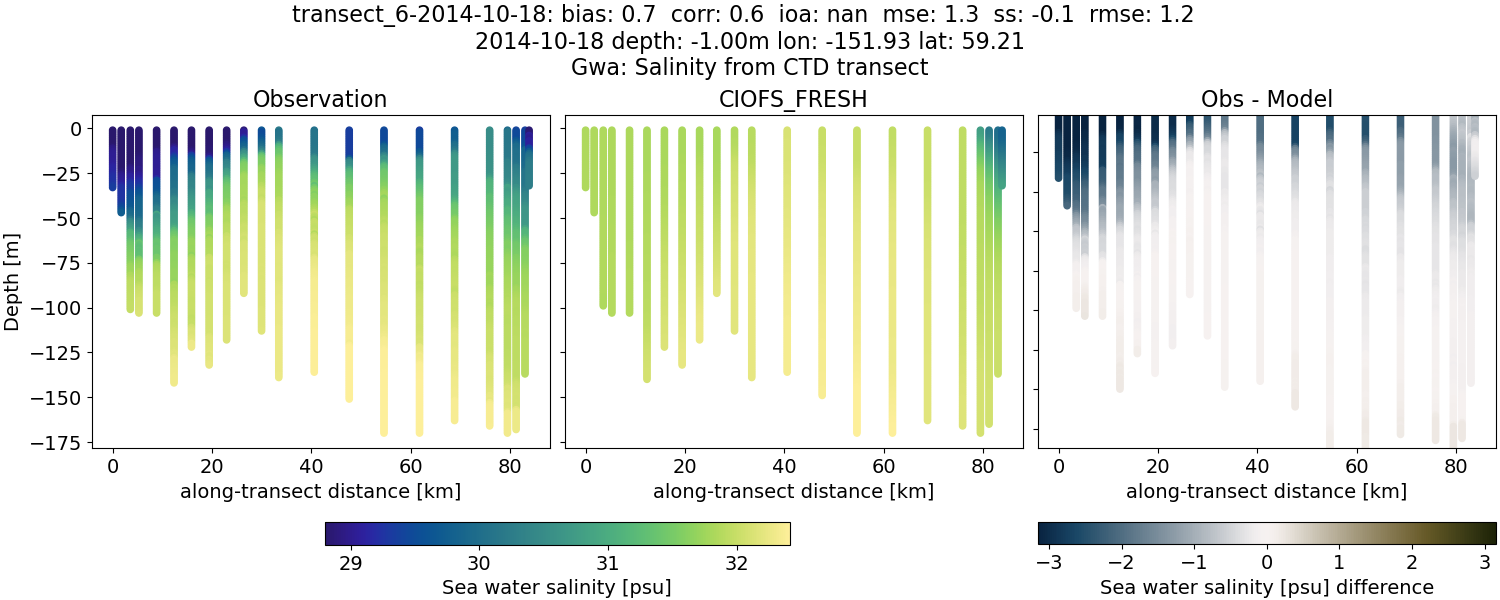 transect_6-2014-10-18: bias: 0.7  corr: 0.6  ioa: nan  mse: 1.3  ss: -0.1  rmse: 1.2
2014-10-18 depth: -1.00m lon: -151.93 lat: 59.21
Gwa: Salinity from CTD transect
Observation
CIOFS_FRESH
Obs - Model
Depth [m]
0
−25
−50
−75
−100
−125
−150
−175
0 20 40 60 80
0 20 40 60 80
0 20 40 60 80
along-transect distance [km]
along-transect distance [km]
along-transect distance [km]
29 30 31 32
Sea water salinity [psu]
−3 −2 −1 0 1 2 3
Sea water salinity [psu] difference